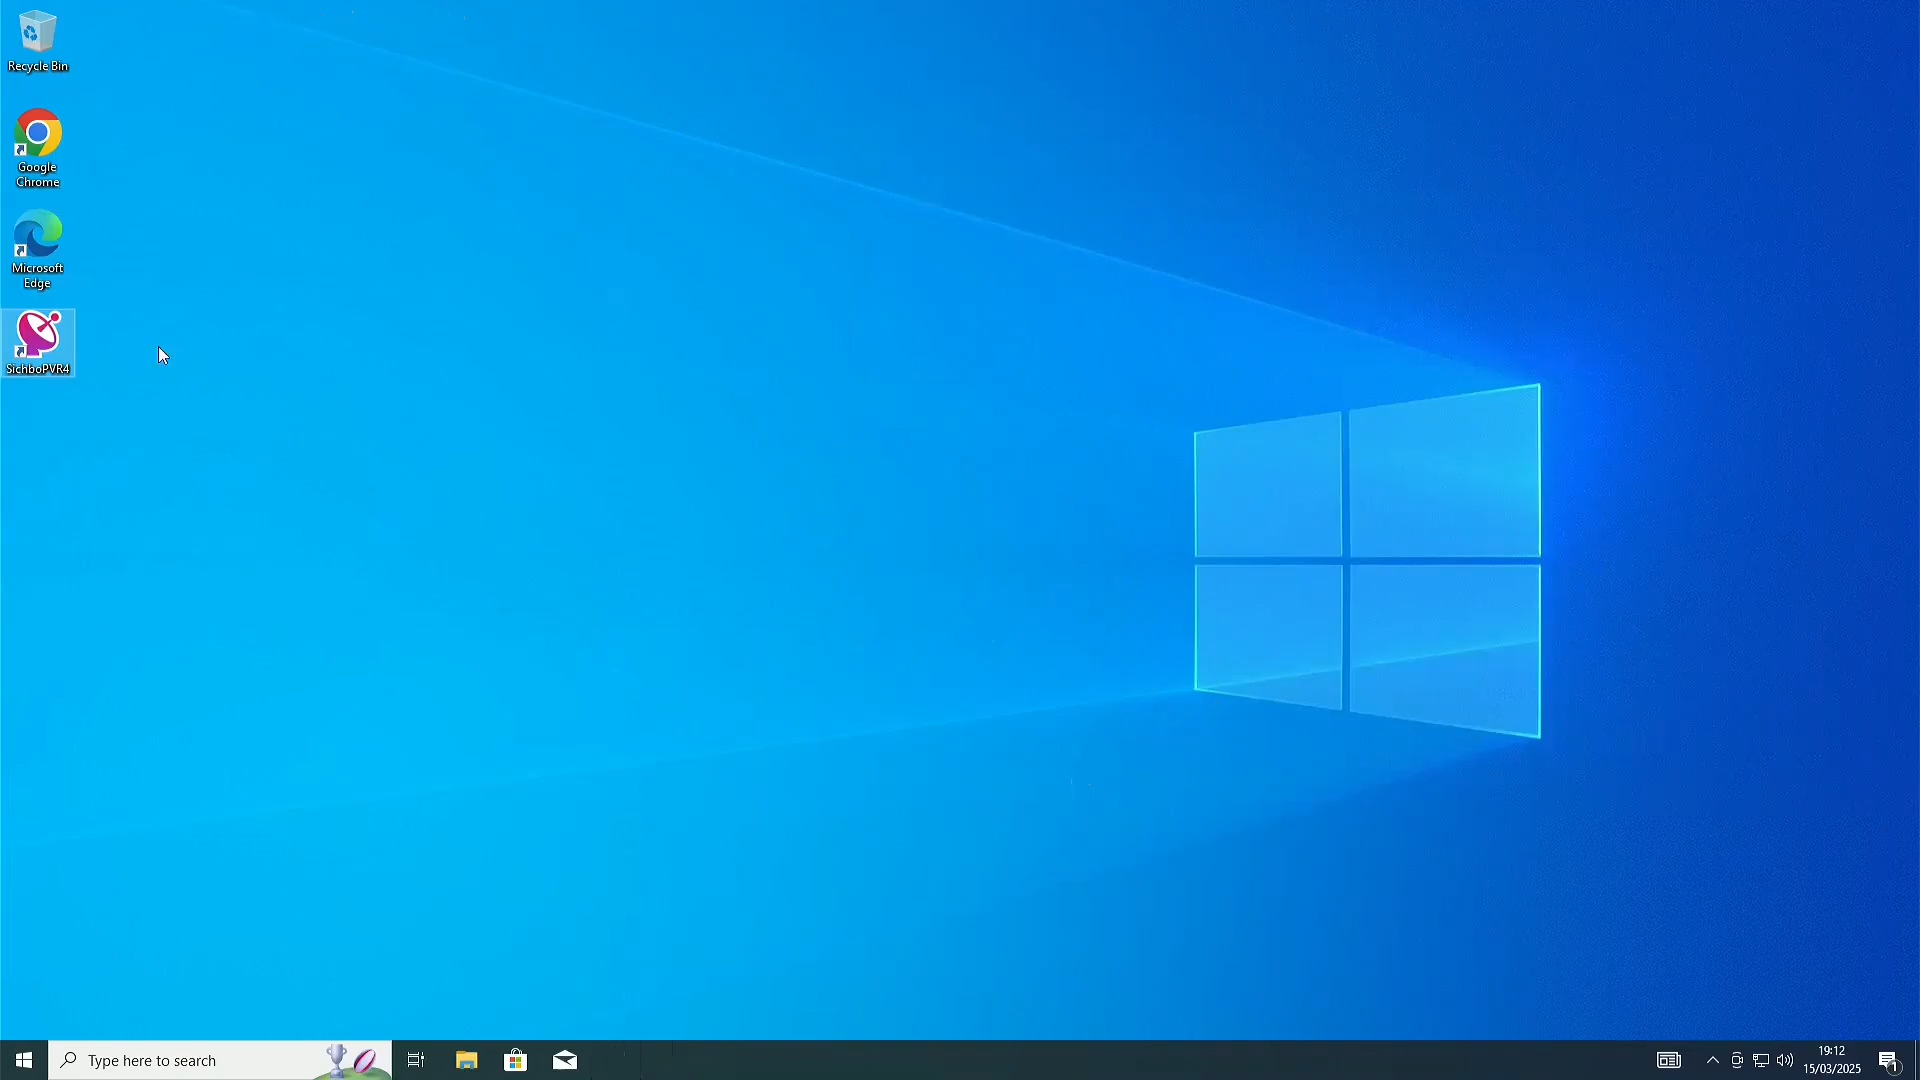 Recycle Bin
Google
Chrome
Microsoft
Edge
SichboPVR4
Type here to search
19:12
15/03/2025
1